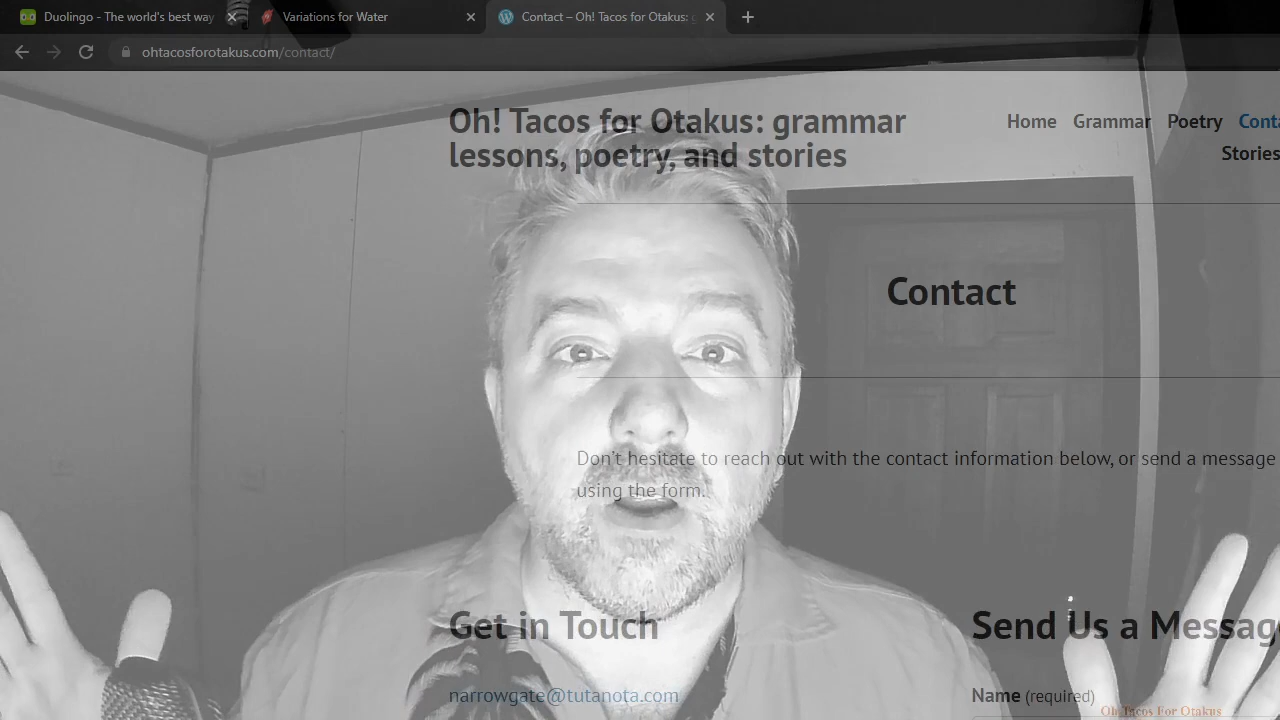 Duolingo - The world's best way
Variations for Water
Contact – Oh! Tacos for Otakus: g
ohtacosforotakus.com/contact/
Oh! Tacos for Otakus: grammar
lessons, poetry, and stories
Home Grammar Poetry Conta
Stories
Contact
Don't hesitate to reach out with the contact information below, or send a message
using the form.
Get in Touch
Send Us a Message
narrowgate@tutanota.com
Name (required)
Oh Tacos For Otakus